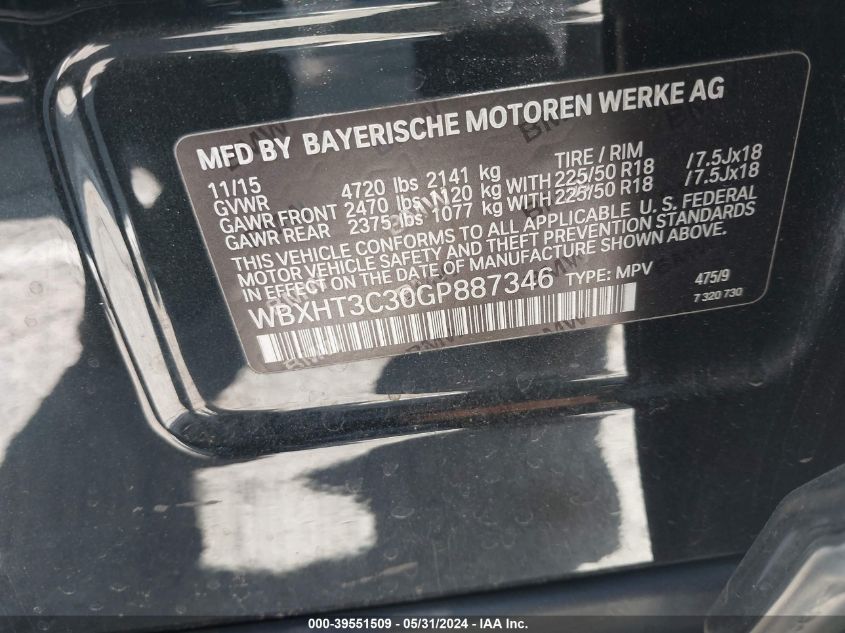 MFD BY BAYERISCHE MOTOREN WERKE AG
11/15 TIRE / RIM
GVWR 4720 lbs 2141 kg
GAWR FRONT 2470 lbs 1120 kg WITH 225/50 R18 /7.5Jx18
GAWR REAR 2375 lbs 1077 kg WITH 225/50 R18 /7.5Jx18
THIS VEHICLE CONFORMS TO ALL APPLICABLE U. S. FEDERAL
MOTOR VEHICLE SAFETY AND THEFT PREVENTION STANDARDS
IN EFFECT ON THE DATE OF MANUFACTURE SHOWN ABOVE.
WBXHT3C30GP887346 TYPE: MPV 475/9
7 320 730
000-39551509 / 05/31/2024 - IAA Inc.